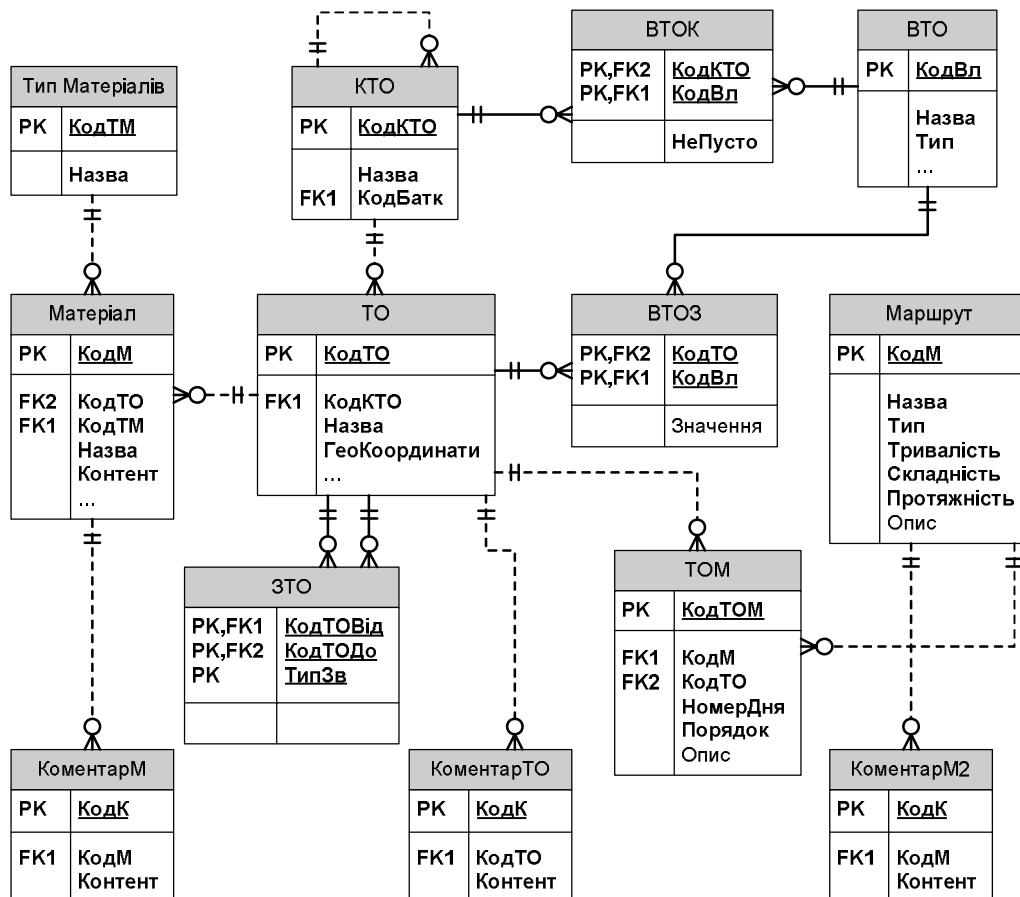 ВТОК
PK,FK2 КодКТО
PK,FK1 КодВл
НеПусто
ВТО
PK КодВл
Назва
Тип
...
Тип Матеріалів
PK КодТМ
Назва
КТО
PK КодКТО
Назва
FK1 КодБатк
Матеріал
PK КодМ
FK2 КодТО
FK1 КодТМ
Назва
Контент
...
ТО
PK КодТО
FK1 КодКТО
Назва
ГеоКоординати
...
ВТОЗ
PK,FK2 КодТО
PK,FK1 КодВл
Значення
Маршрут
PK КодМ
Назва
Тип
Тривалість
Складність
Протяжність
Опис
ЗТО
PK,FK1 КодТОВід
PK,FK2 КодТОДо
PK ТипЗв
ТОМ
PK КодТОМ
FK1 КодМ
FK2 КодТО
НомерДня
Порядок
Опис
КоментарМ
PK КодК
FK1 КодМ
Контент
КоментарТО
PK КодК
FK1 КодТО
Контент
КоментарМ2
PK КодК
FK1 КодМ
Контент